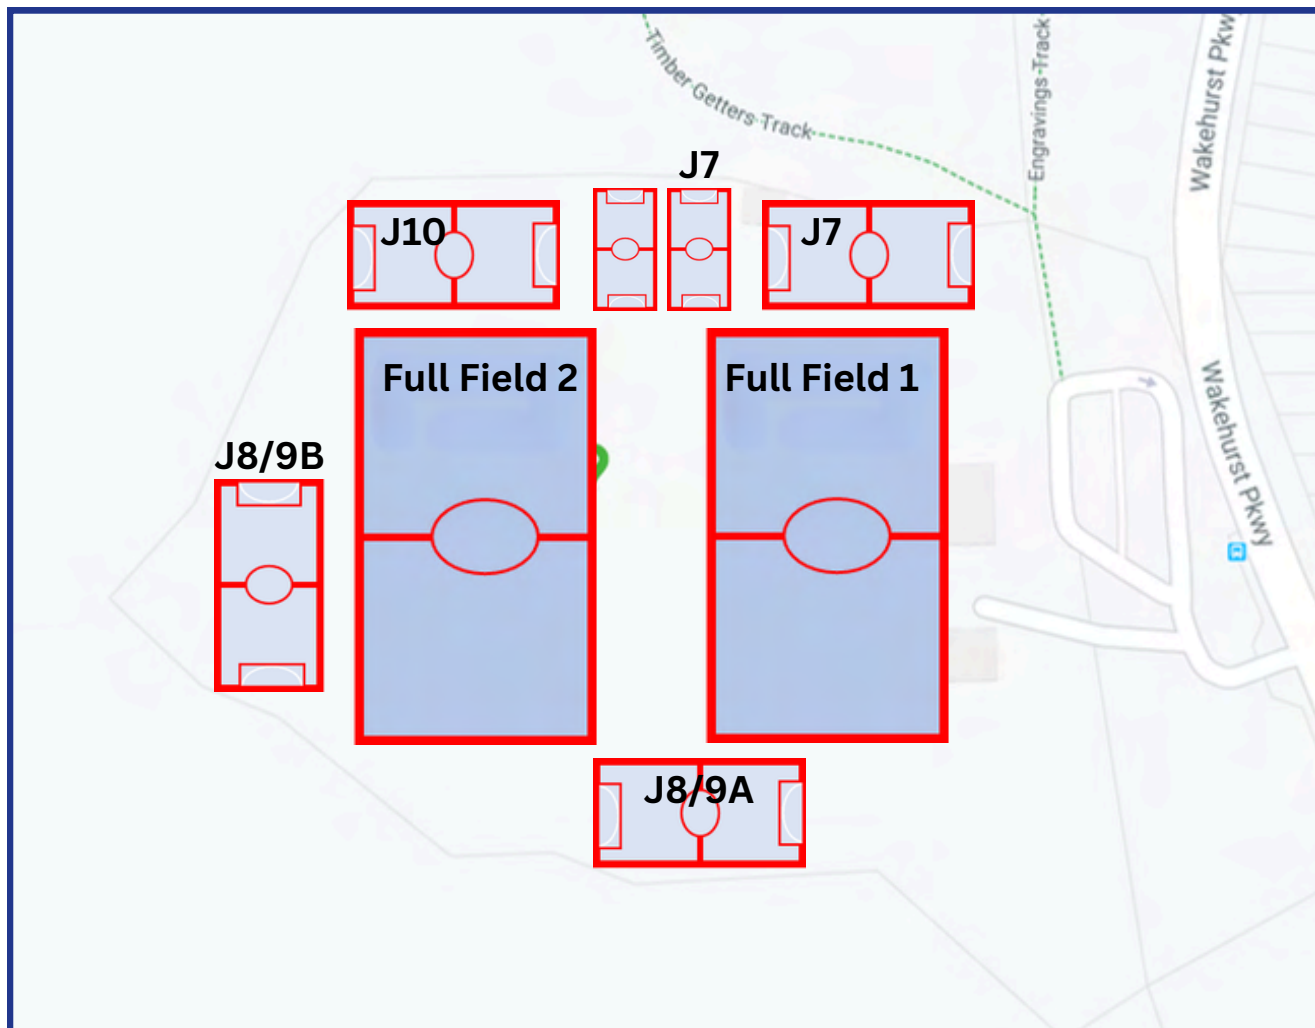 Timber Getters Track
Engravings Track
Wakehurst Pkwy
J7
J10
J7
Full Field 2
Full Field 1
Wakehurst Pkwy
J8/9B
J8/9A